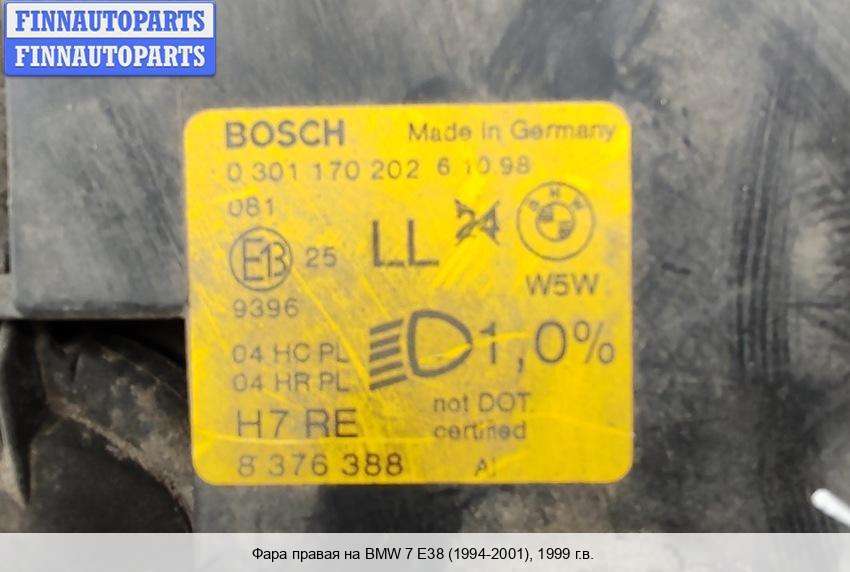 FINNAUTOPARTS
FINNAUTOPARTS
BOSCH Made in Germany
0 301 170 202 6 10 98
081
LL 24 BMW
E13 25
W5W
9396
04 HC PL
04 HR PL
1,0%
H7 RE
not DOT
certified
8 376 388
Фара правая на BMW 7 E38 (1994-2001), 1999 г.в.